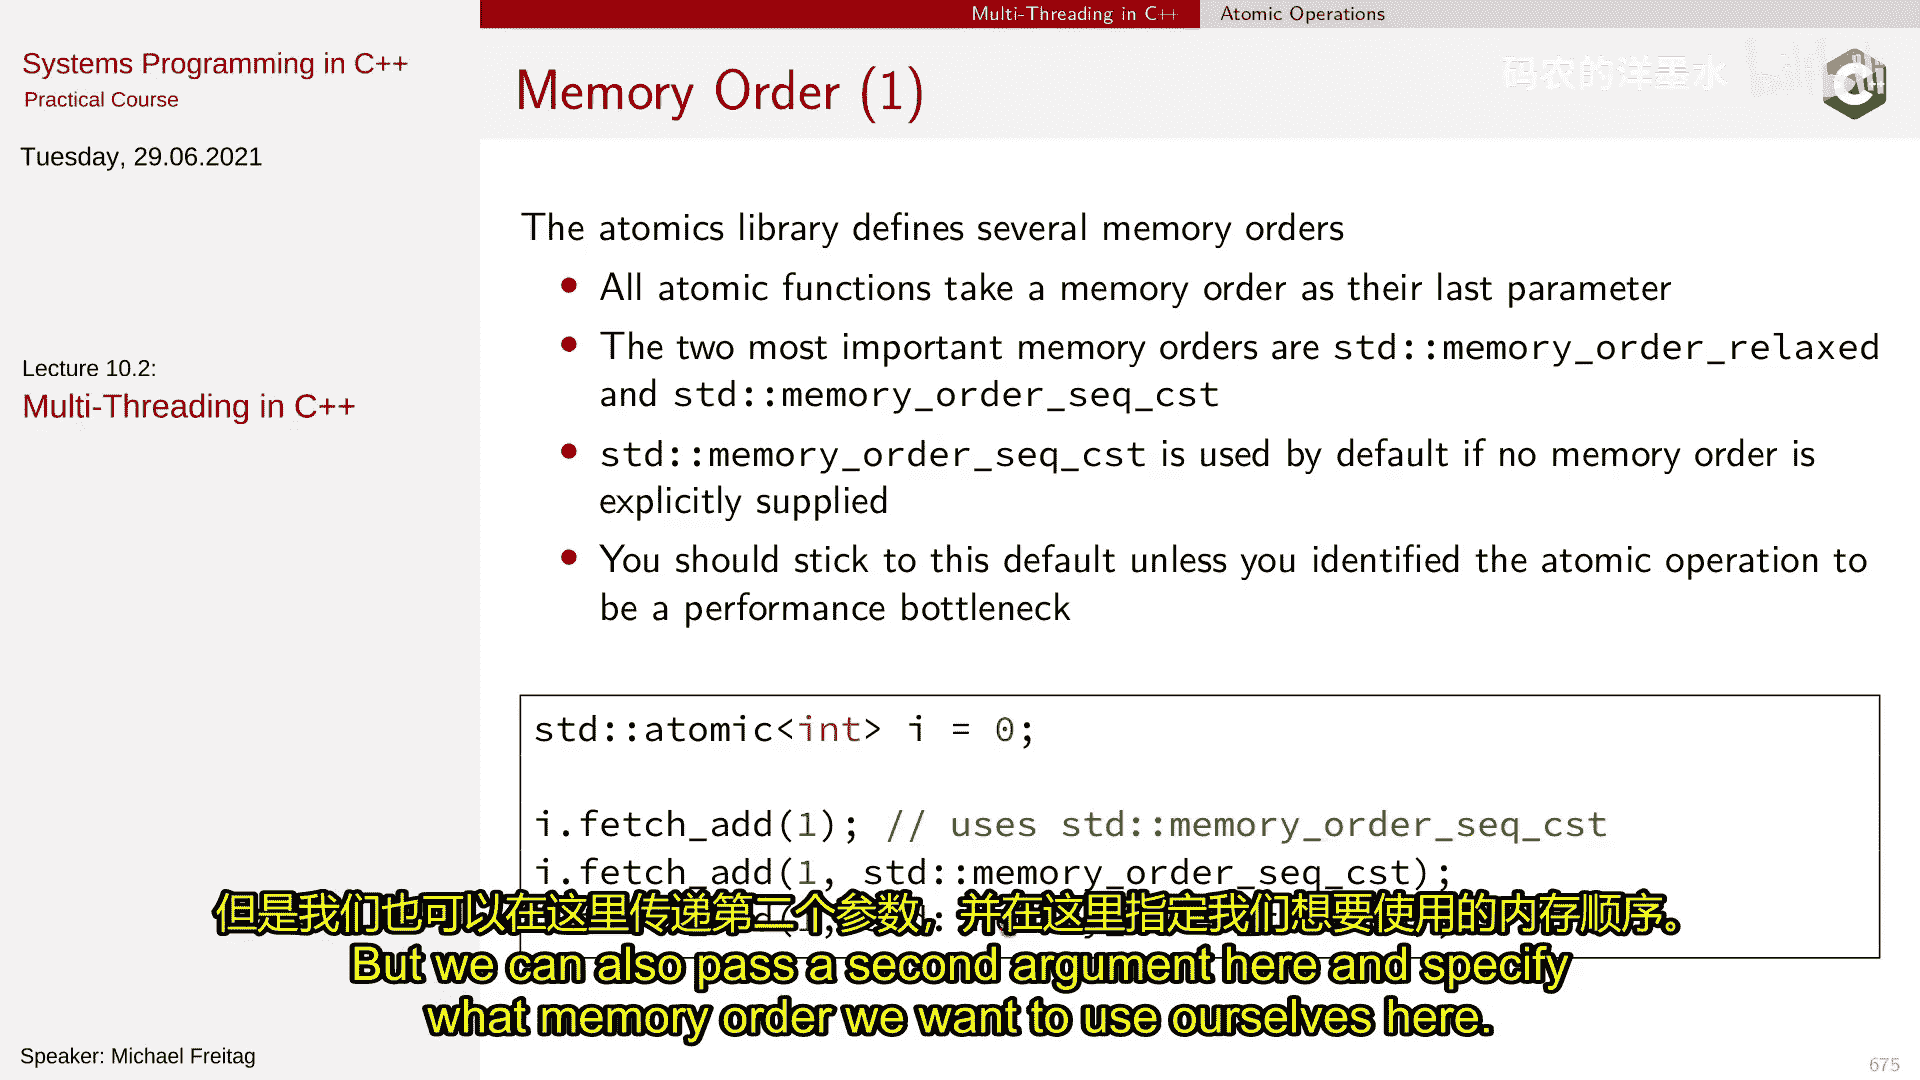 Multi-Threading in C++
Atomic Operations
Systems Programming in C++
Practical Course
Tuesday, 29.06.2021
Lecture 10.2:
Multi-Threading in C++
Memory Order (1)
码农的洋墨水
The atomics library defines several memory orders
All atomic functions take a memory order as their last parameter
The two most important memory orders are std::memory_order_relaxed
and std::memory_order_seq_cst
std::memory_order_seq_cst is used by default if no memory order is
explicitly supplied
You should stick to this default unless you identified the atomic operation to
be a performance bottleneck
std::atomic<int> i = 0;
i.fetch_add(1); // uses std::memory_order_seq_cst
i.fetch_add(1, std::memory_order_seq_cst);
但是我们也可以在这里传递第二个参数，并在这里指定我们想要使用的内存顺序。
But we can also pass a second argument here and specify
what memory order we want to use ourselves here.
Speaker: Michael Freitag
675